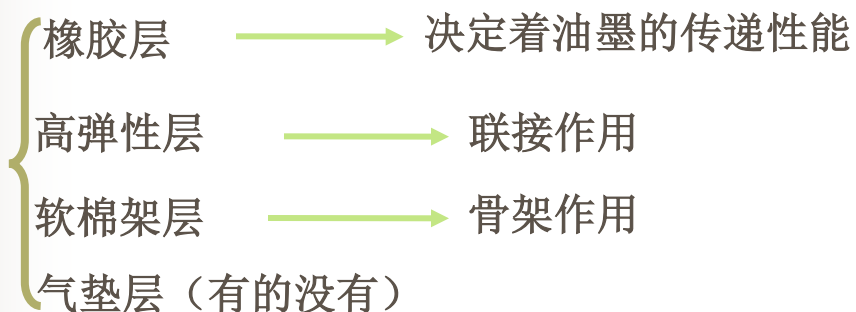 橡胶层 决定着油墨的传递性能
高弹性层 联接作用
软棉架层 骨架作用
气垫层（有的没有）